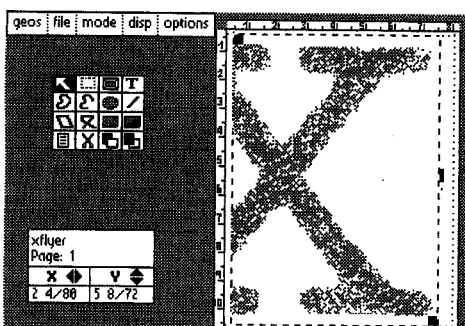 geos file mode disp options
T
xflyer
Page: 1
X Y
2 4/80 5 8/72
X